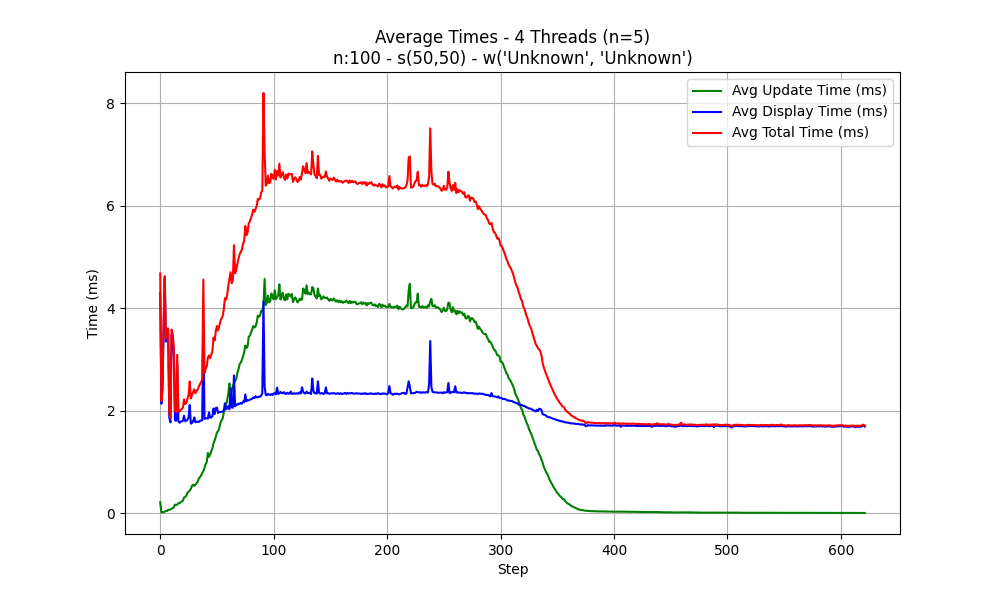 Average Times - 4 Threads (n=5)
n:100 - s(50,50) - w('Unknown', 'Unknown')
Avg Update Time (ms)
Avg Display Time (ms)
Avg Total Time (ms)
Time (ms)
8
6
4
2
0
0 100 200 300 400 500 600
Step